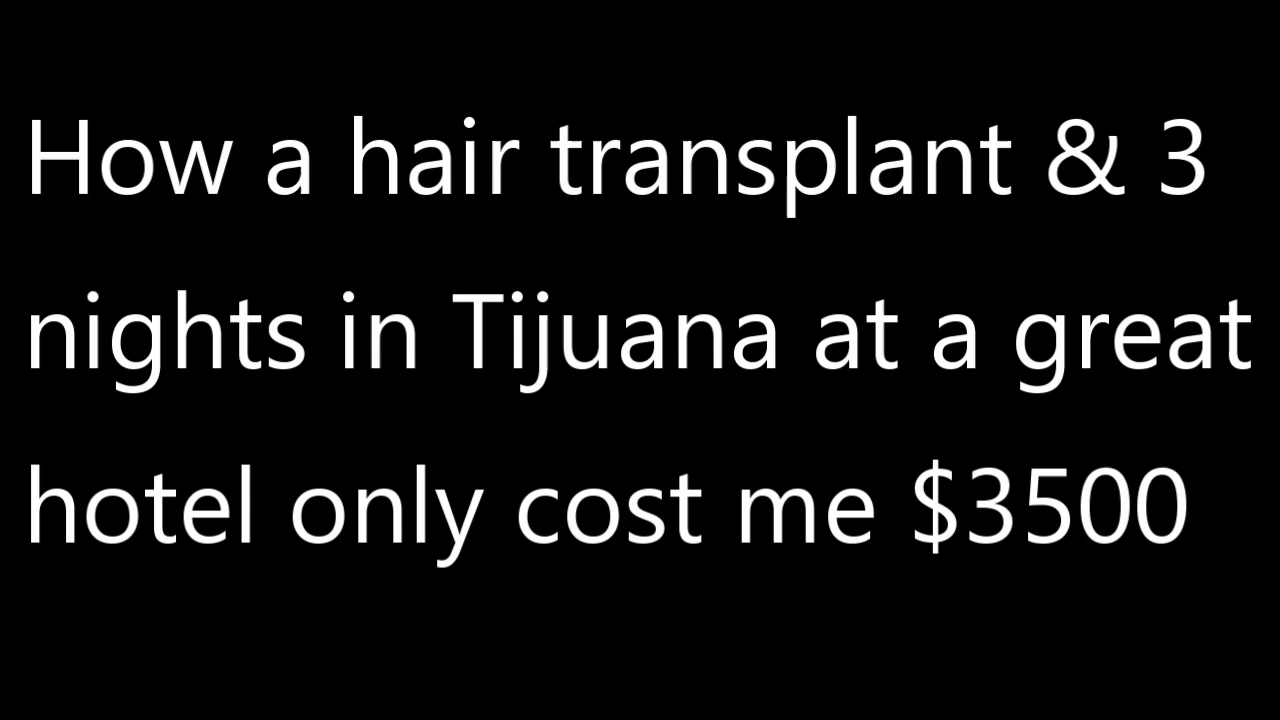 How a hair transplant & 3
nights in Tijuana at a great
hotel only cost me $3500